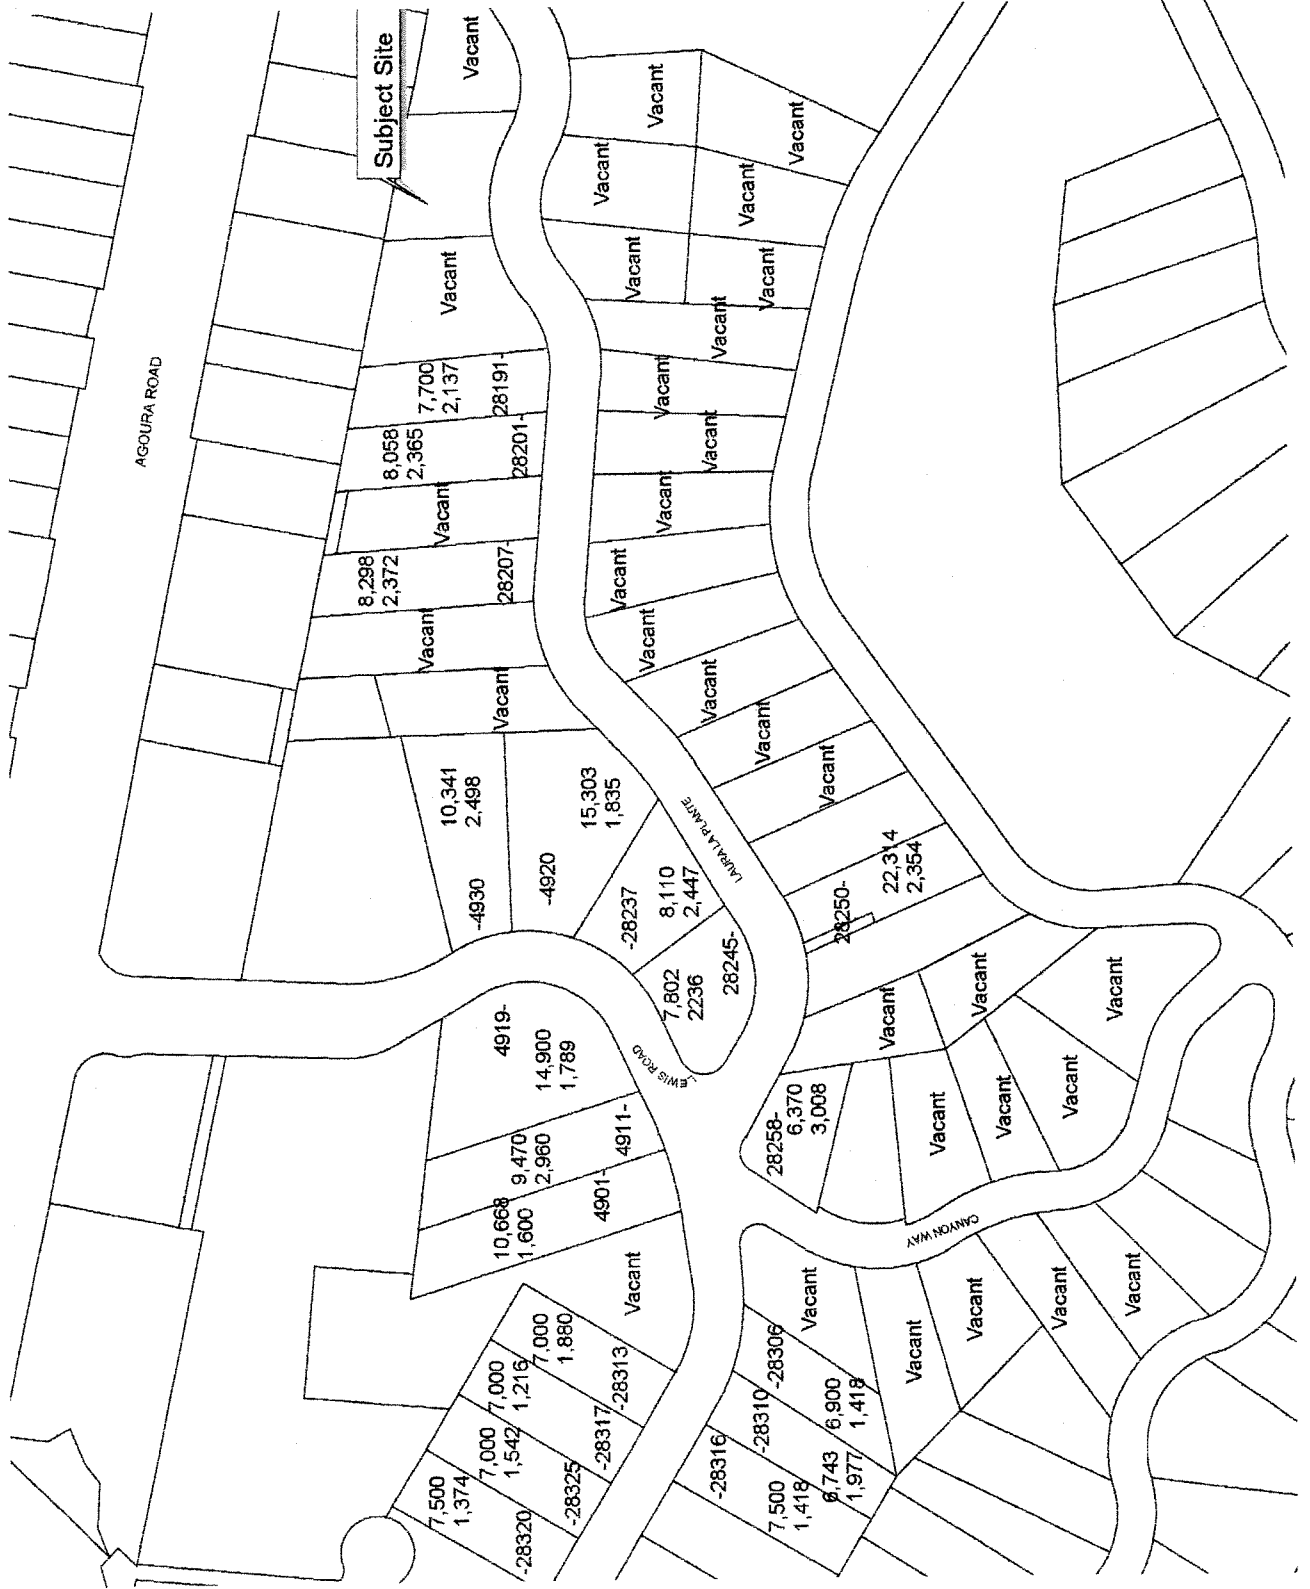 Subject Site
Vacant
Vacant
Vacant
Vacant
Vacant
Vacant
Vacant
Vacant
Vacant
AGOURA ROAD
7,700
2,137
28191-
Vacant
Vacant
8,058
2,365
28201-
Vacant
Vacant
Vacant
8,298
2,372
28207-
Vacant
Vacant
Vacant
Vacant
Vacant
Vacant
Vacant
10,341
2,498
-4930
15,303
1,835
-4920
LAURA LA PLANTE
-28237
8,110
2,447
22,314
2,354
28250-
7,802
2236
28245-
4919-
14,900
1,789
LEWIS ROAD
Vacant
Vacant
Vacant
9,470
2,960
4911-
28258-
6,370
3,008
Vacant
Vacant
Vacant
10,668
1,600
4901-
CANYON WAY
Vacant
Vacant
Vacant
Vacant
Vacant
Vacant
Vacant
7,000
1,880
-28313
7,000
1,216
-28317
7,000
1,542
-28325
7,500
1,374
-28320
-28306
6,900
1,418
-28310
6,743
1,977
-28316
7,500
1,418